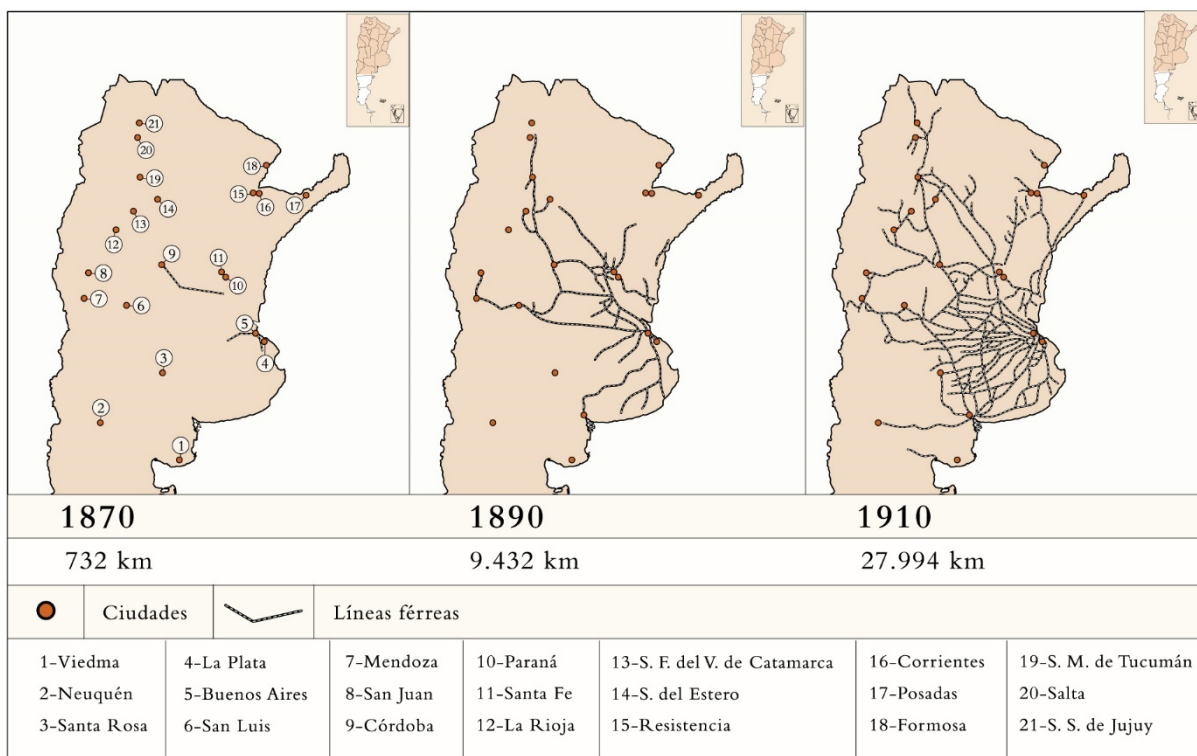 21
20
19
18
15
16
17
14
13
12
9
11
10
8
7
6
5
4
3
2
1
1870
1890
1910
732 km
9.432 km
27.994 km
Ciudades
Líneas férreas
1-Viedma
2-Neuquén
3-Santa Rosa
4-La Plata
5-Buenos Aires
6-San Luis
7-Mendoza
8-San Juan
9-Córdoba
10-Paraná
11-Santa Fe
12-La Rioja
13-S. F. del V. de Catamarca
14-S. del Estero
15-Resistencia
16-Corrientes
17-Posadas
18-Formosa
19-S. M. de Tucumán
20-Salta
21-S. S. de Jujuy